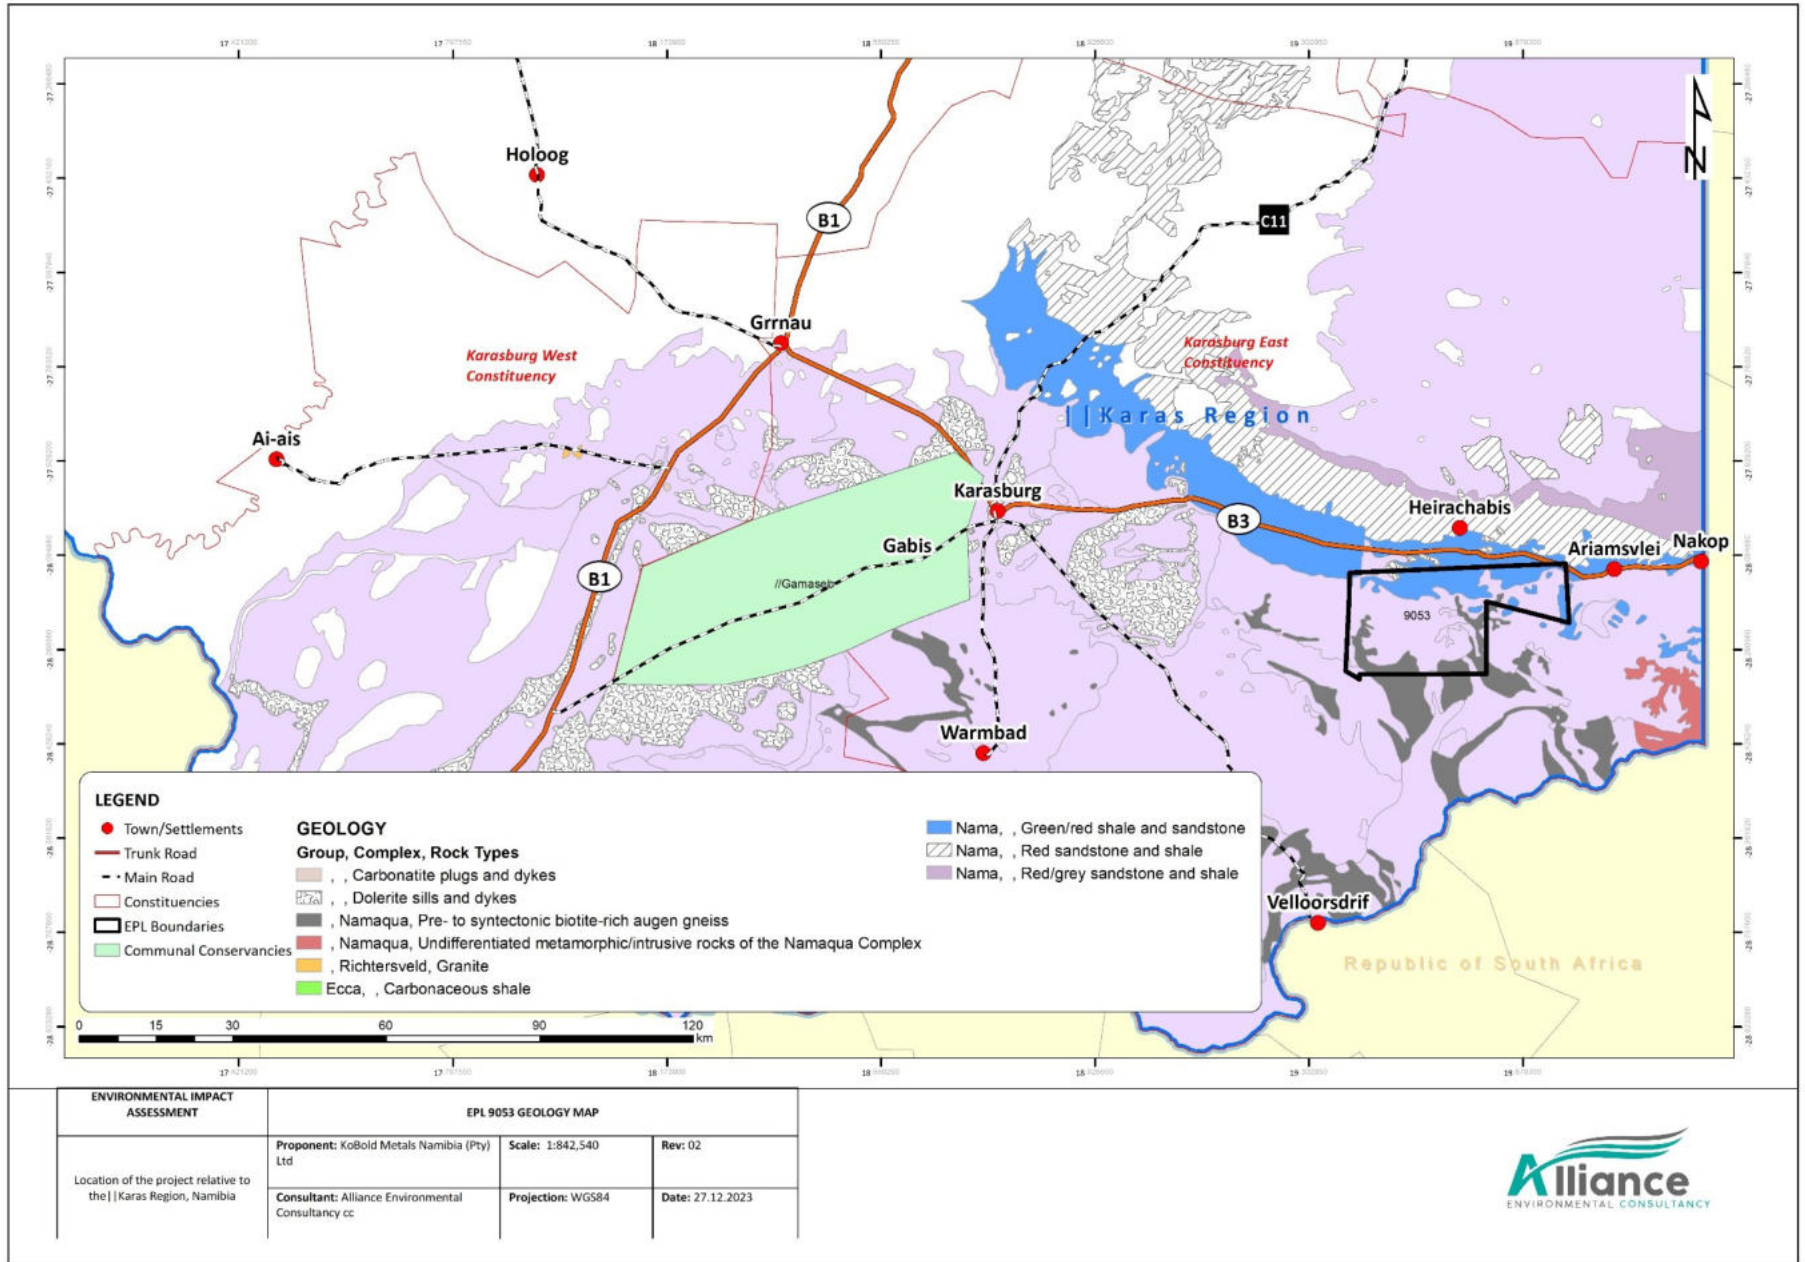 Holoog
B1
C11
Grrnau
Karasburg West
Constituency
Karasburg East
Constituency
||Karas Region
Ai-ais
Karasburg
Heirachabis
B3
Gabis
Ariamsvlei
Nakop
B1
//Gamaseb
9053
Warmbad
Velloorsdrif
Republic of South Africa
N
LEGEND
Town/Settlements
Trunk Road
Main Road
Constituencies
EPL Boundaries
Communal Conservancies
GEOLOGY
Group, Complex, Rock Types
, , Carbonatite plugs and dykes
, , Dolerite sills and dykes
, Namaqua, Pre- to syntectonic biotite-rich augen gneiss
, Namaqua, Undifferentiated metamorphic/intrusive rocks of the Namaqua Complex
, Richtersveld, Granite
Ecca, , Carbonaceous shale
Nama, , Green/red shale and sandstone
Nama, , Red sandstone and shale
Nama, , Red/grey sandstone and shale
0 15 30 60 90 120
km
ENVIRONMENTAL IMPACT
ASSESSMENT
EPL 9053 GEOLOGY MAP
Location of the project relative to
the||Karas Region, Namibia
Proponent: KoBold Metals Namibia (Pty)
Ltd
Scale: 1:842,540
Rev: 02
Consultant: Alliance Environmental
Consultancy cc
Projection: WGS84
Date: 27.12.2023
Alliance
ENVIRONMENTAL CONSULTANCY